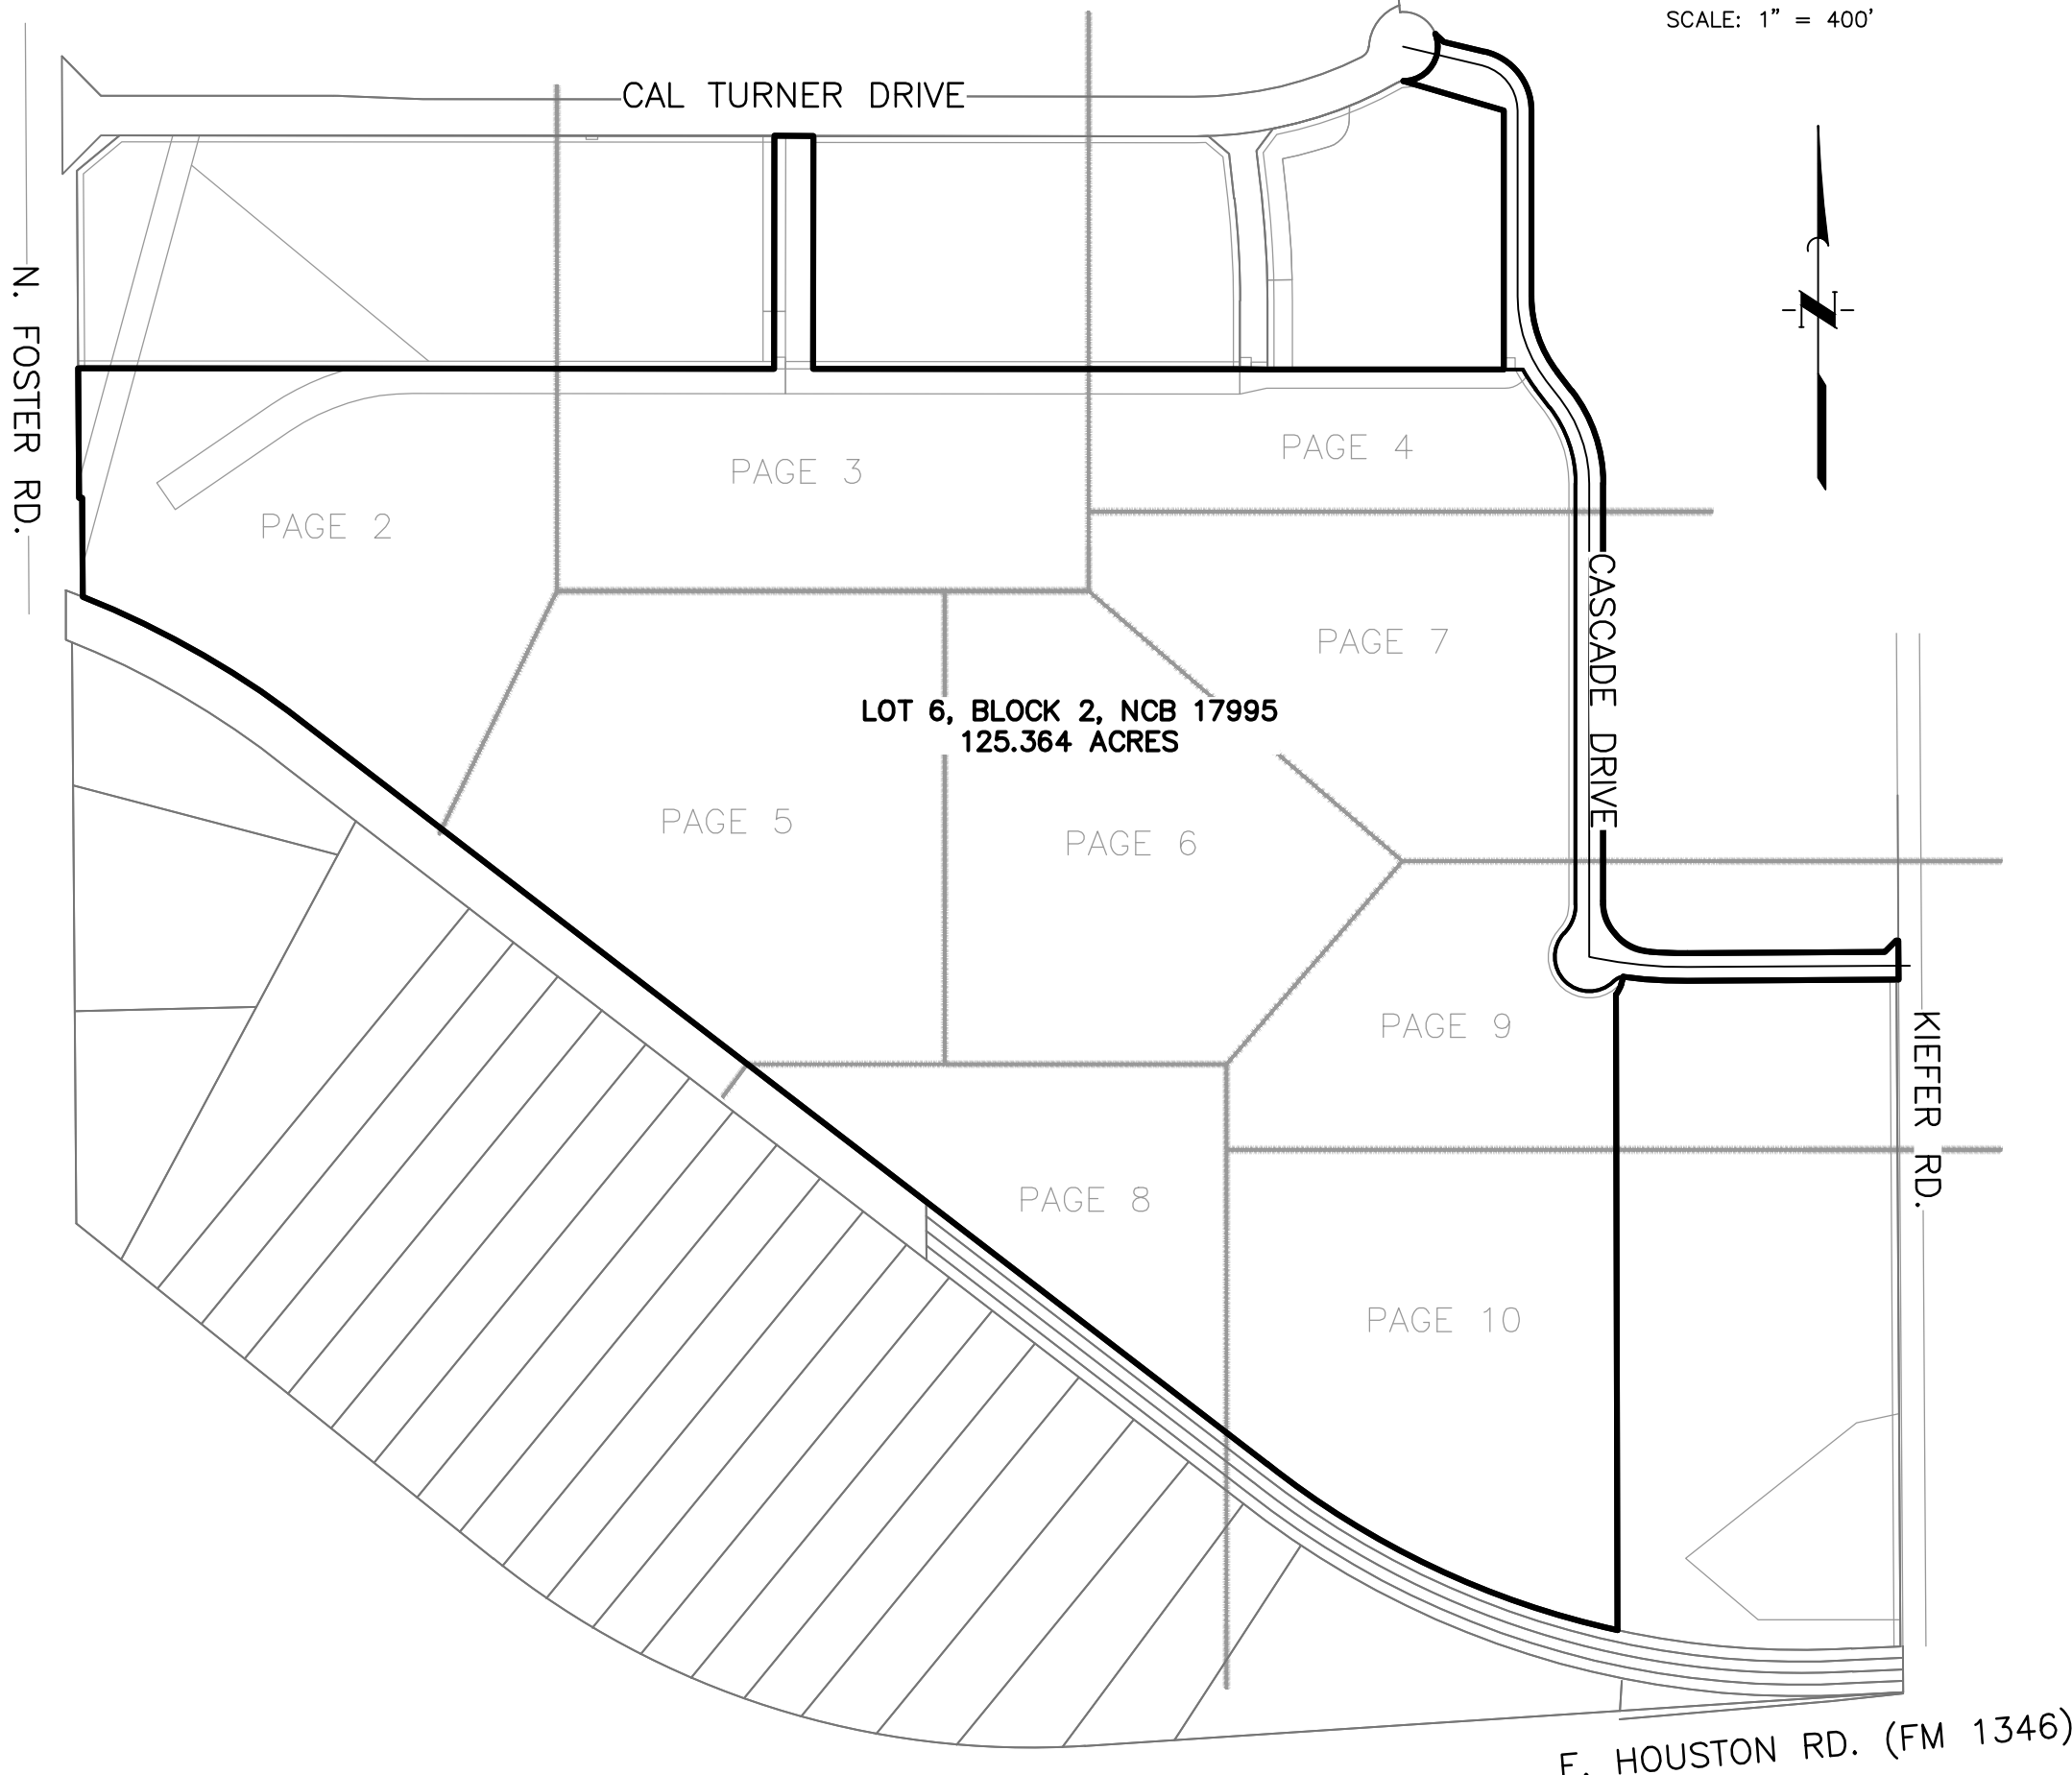 SCALE: 1" = 400'
CAL TURNER DRIVE
N. FOSTER RD.
N
PAGE 4
PAGE 3
PAGE 2
CASCADE DRIVE
PAGE 7
LOT 6, BLOCK 2, NCB 17995
125.364 ACRES
PAGE 5
PAGE 6
PAGE 9
KIEFER RD.
PAGE 8
PAGE 10
E. HOUSTON RD. (FM 1346)